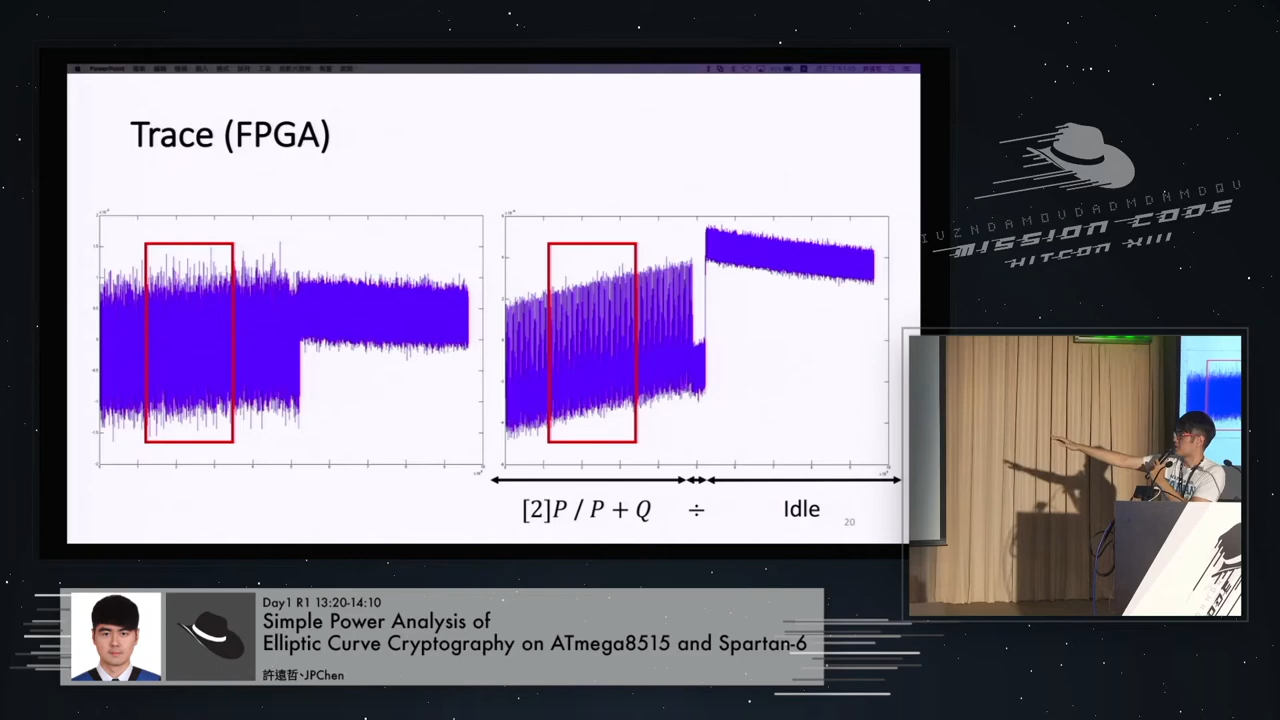 PowerPoint
Trace (FPGA)
[2]P / P + Q
÷
Idle
20
MISSION CODE
HITCON XIII
Day1 R1 13:20-14:10
Simple Power Analysis of
Elliptic Curve Cryptography on ATmega8515 and Spartan-6
許遠哲、JPChen